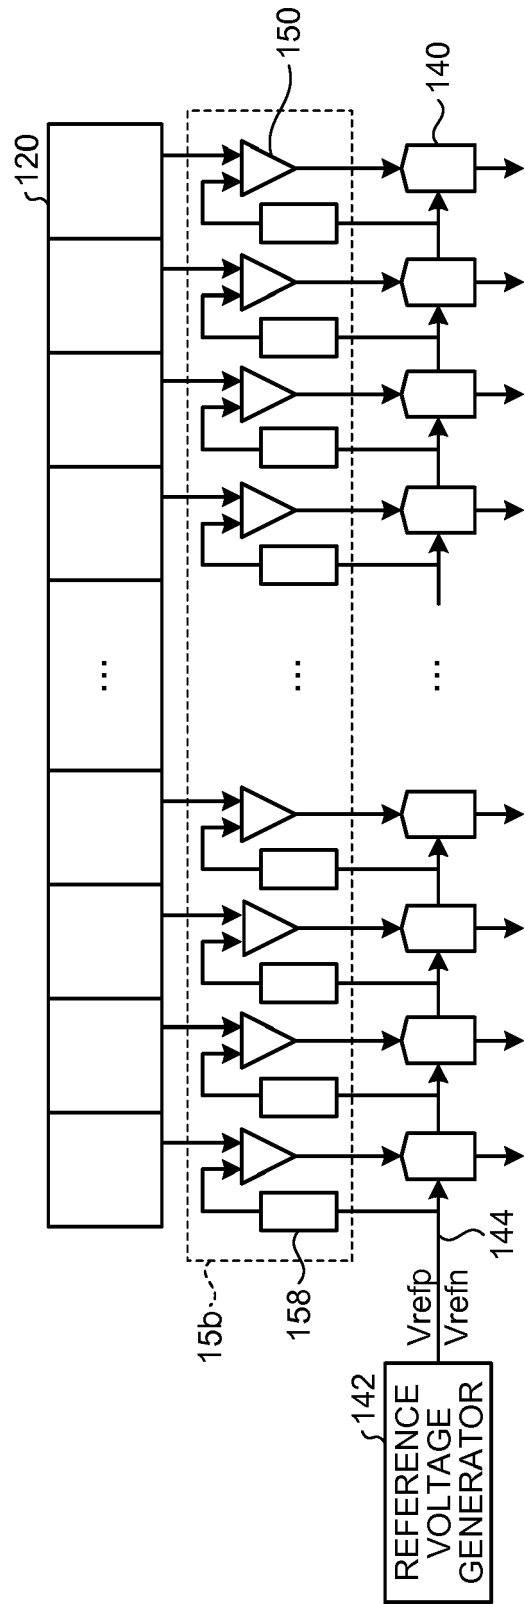 120
150
140
...
...
...
15b
158
144
Vrefp
Vrefn
142
REFERENCE
VOLTAGE
GENERATOR